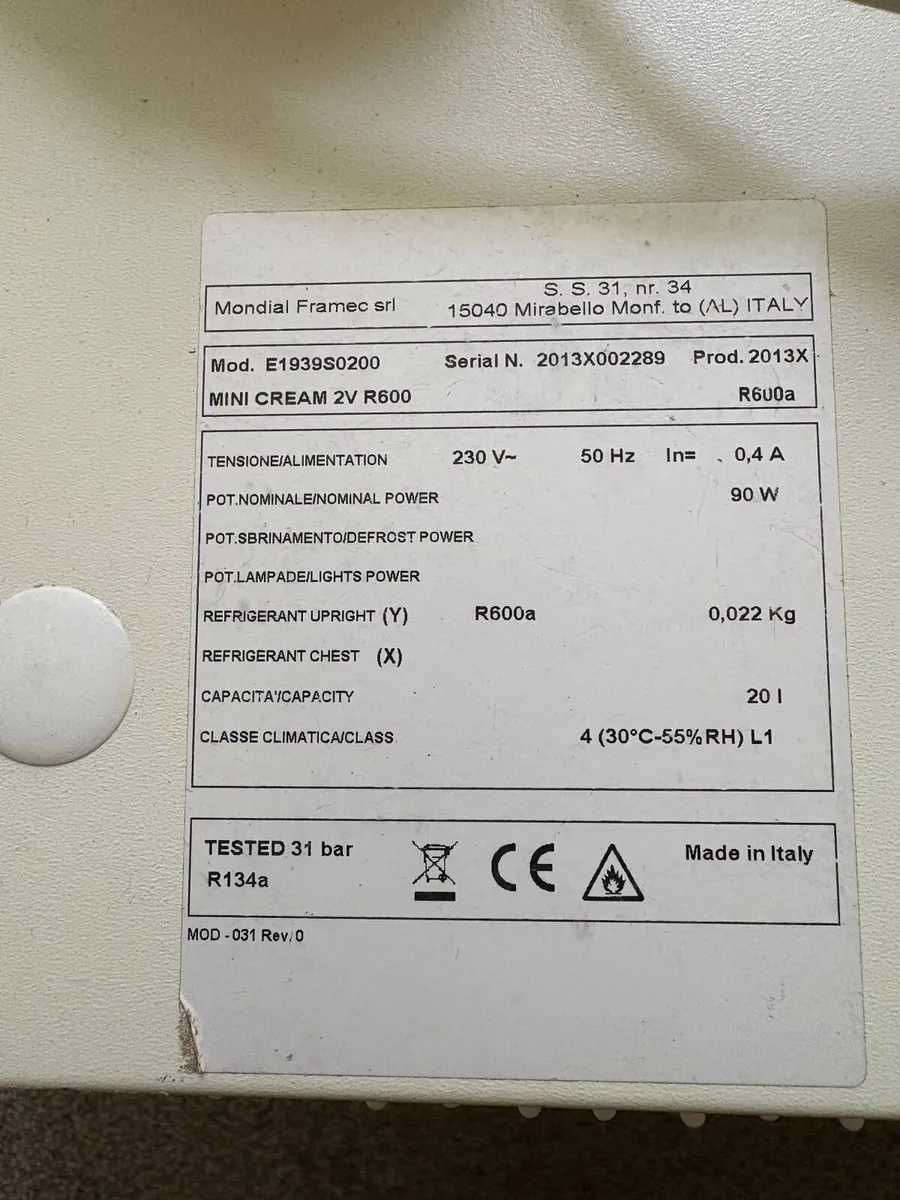 Mondial Framec srl
S. S. 31, nr. 34
15040 Mirabello Monf. to (AL) ITALY
Mod. E1939S0200 Serial N. 2013X002289 Prod. 2013X
MINI CREAM 2V R600 R600a
TENSIONE/ALIMENTATION 230 V~ 50 Hz In= 0,4 A
POT.NOMINALE/NOMINAL POWER 90 W
POT.SBRINAMENTO/DEFROST POWER
POT.LAMPADE/LIGHTS POWER
REFRIGERANT UPRIGHT (Y) R600a 0,022 Kg
REFRIGERANT CHEST (X)
CAPACITA'/CAPACITY 20 l
CLASSE CLIMATICA/CLASS 4 (30°C-55%RH) L1
TESTED 31 bar
R134a
CE
Made in Italy
MOD - 031 Rev. 0